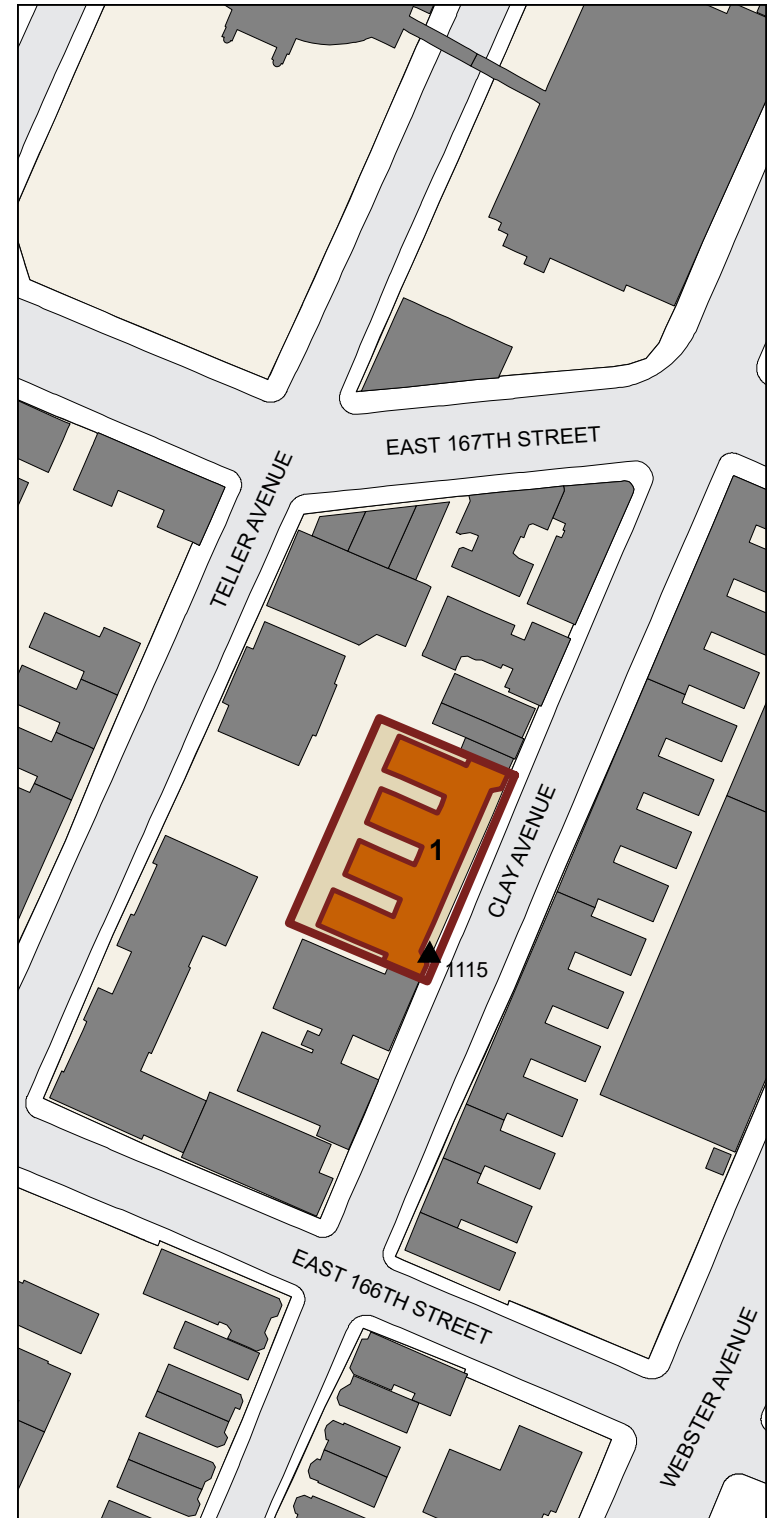 EAST 167TH STREET
TELLER AVENUE
1
CLAY AVENUE
1115
EAST 166TH STREET
WEBSTER AVENUE